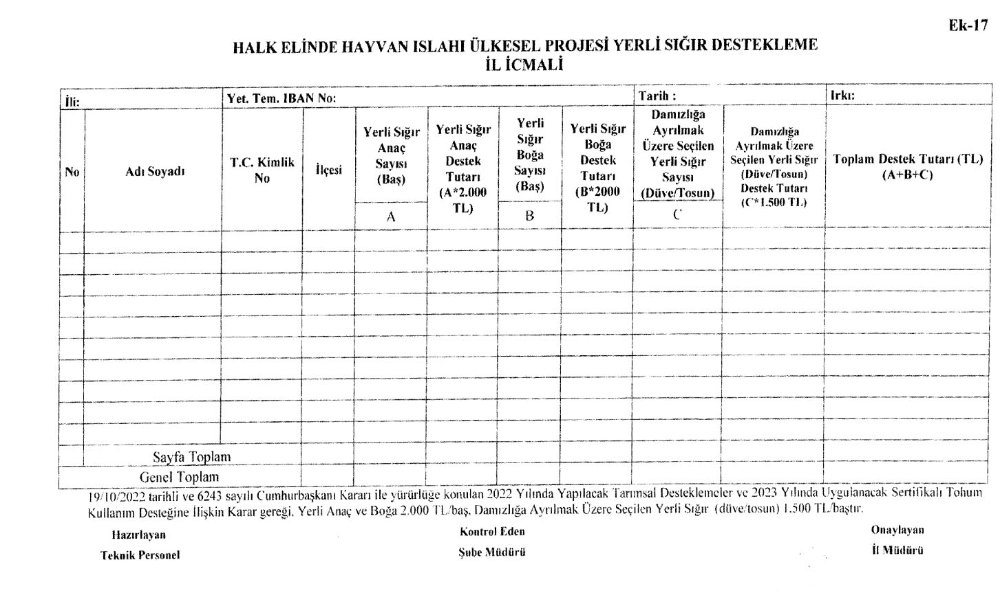 Ek-17
HALK ELİNDE HAYVAN ISLAHI ÜLKESEL PROJESİ YERLİ SIĞIR DESTEKLEME
İL İCMALİ
İli:
Yet. Tem. IBAN No:
Tarih :
Irkı:
No
Adı Soyadı
T.C. Kimlik
No
İlçesi
Yerli Sığır
Anaç
Sayısı
(Baş)
A
Yerli Sığır
Anaç
Destek
Tutarı
(A*2.000
TL)
Yerli
Sığır
Boğa
Sayısı
(Baş)
B
Yerli Sığır
Boğa
Destek
Tutarı
(B*2000
TL)
Damızlığa
Ayrılmak
Üzere Seçilen
Yerli Sığır
Sayısı
(Düve/Tosun)
C
Damızlığa
Ayrılmak Üzere
Seçilen Yerli Sığır
(Düve/Tosun)
Destek Tutarı
(C*1.500 TL)
Toplam Destek Tutarı (TL)
(A+B+C)
Sayfa Toplam
Genel Toplam
19/10/2022 tarihli ve 6243 sayılı Cumhurbaşkanı Kararı ile yürürlüğe konulan 2022 Yılında Yapılacak Tarımsal Desteklemeler ve 2023 Yılında Uygulanacak Sertifikalı Tohum
Kullanım Desteğine İlişkin Karar gereği, Yerli Anaç ve Boğa 2.000 TL/baş, Damızlığa Ayrılmak Üzere Seçilen Yerli Sığır (düve/tosun) 1.500 TL/baştır.
Hazırlayan
Teknik Personel
Kontrol Eden
Şube Müdürü
Onaylayan
İl Müdürü